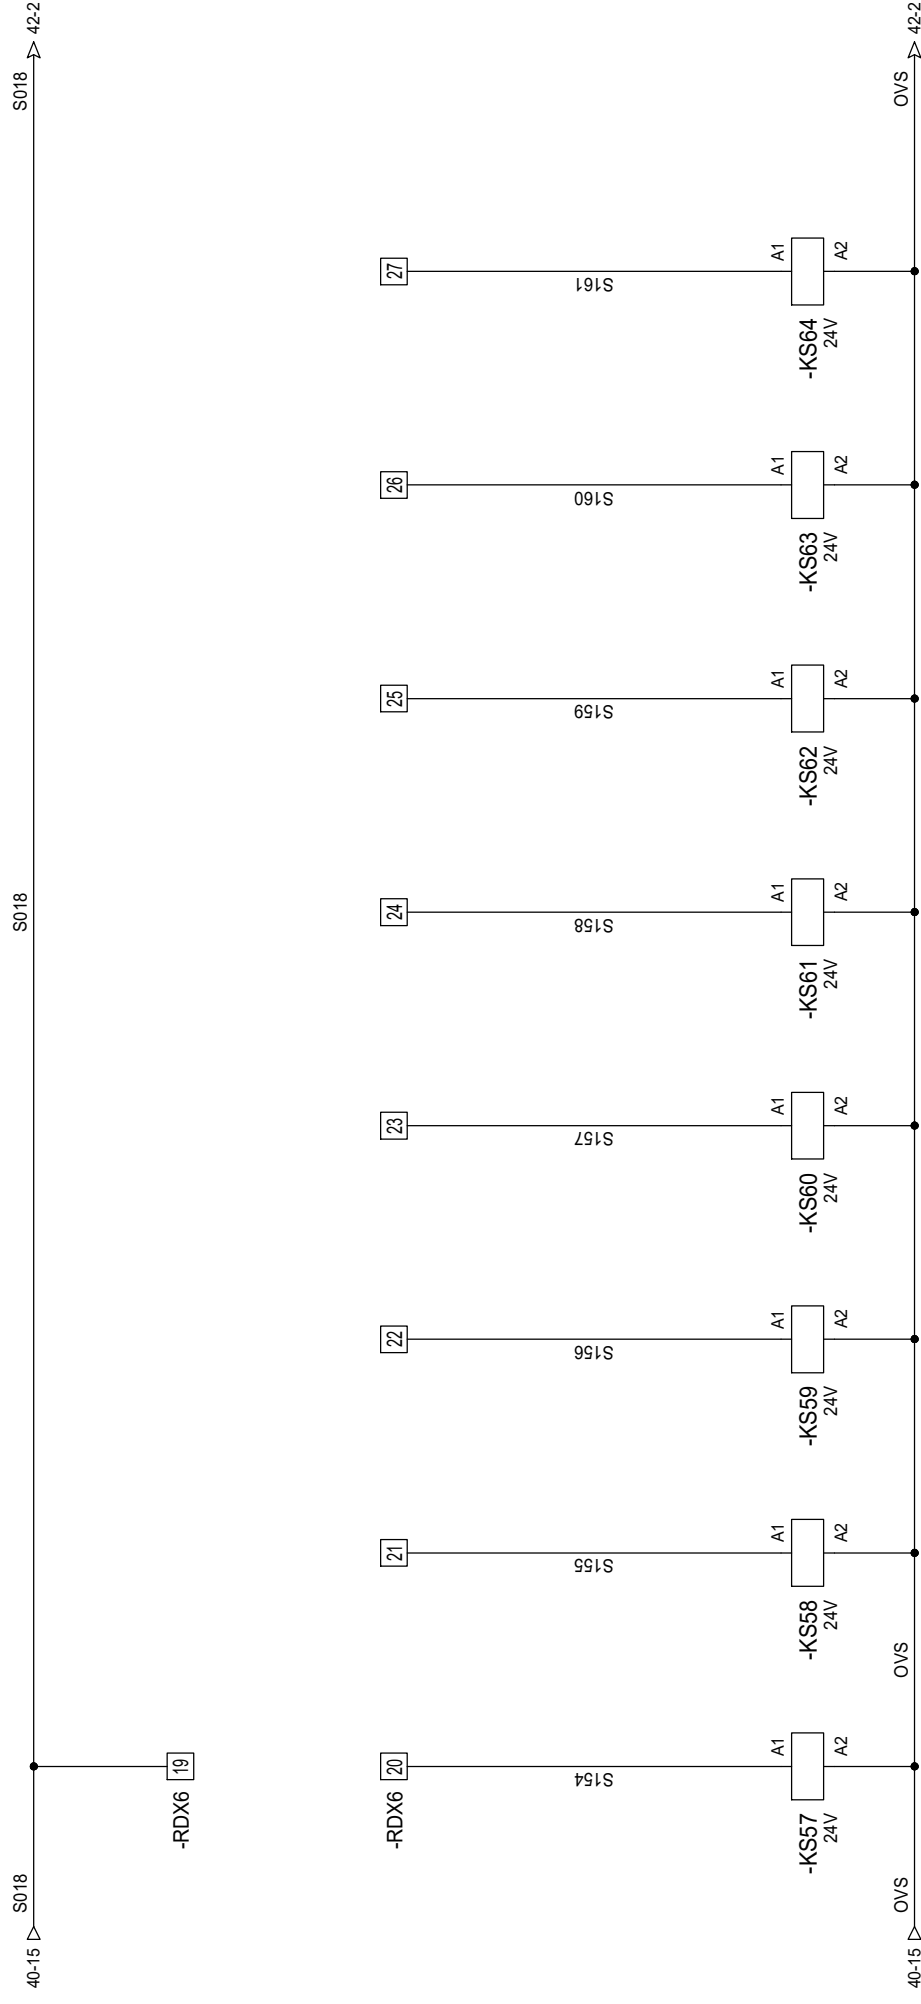 40-15
S018
S018
S018
42-2
-RDX6
19
-RDX6
20
21
22
23
24
25
26
27
S154
S155
S156
S157
S158
S159
S160
S161
-KS57
24V
A1
A2
-KS58
24V
A1
A2
-KS59
24V
A1
A2
-KS60
24V
A1
A2
-KS61
24V
A1
A2
-KS62
24V
A1
A2
-KS63
24V
A1
A2
-KS64
24V
A1
A2
40-15
OVS
OVS
OVS
42-2